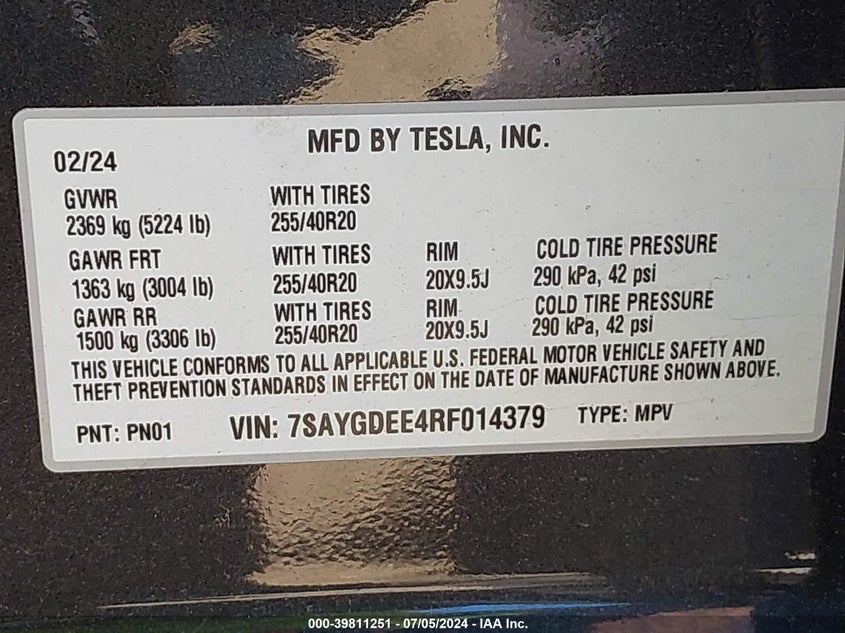 MFD BY TESLA, INC.
02/24
GVWR WITH TIRES
2369 kg (5224 lb) 255/40R20
GAWR FRT WITH TIRES RIM COLD TIRE PRESSURE
1363 kg (3004 lb) 255/40R20 20X9.5J 290 kPa, 42 psi
GAWR RR WITH TIRES RIM COLD TIRE PRESSURE
1500 kg (3306 lb) 255/40R20 20X9.5J 290 kPa, 42 psi
THIS VEHICLE CONFORMS TO ALL APPLICABLE U.S. FEDERAL MOTOR VEHICLE SAFETY AND
THEFT PREVENTION STANDARDS IN EFFECT ON THE DATE OF MANUFACTURE SHOWN ABOVE.
PNT: PN01 VIN: 7SAYGDEE4RF014379 TYPE: MPV
000-39811251 - 07/05/2024 - IAA Inc.